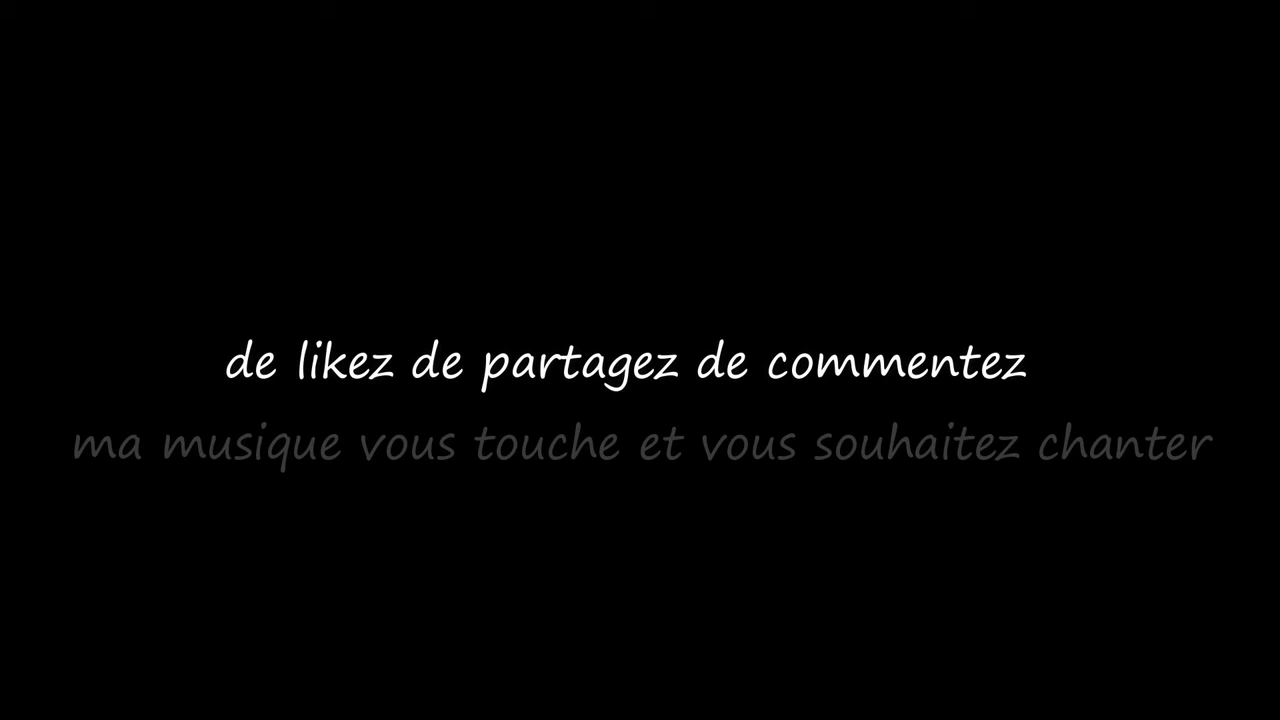 de likez de partagez de commentez
ma musique vous touche et vous souhaitez chanter